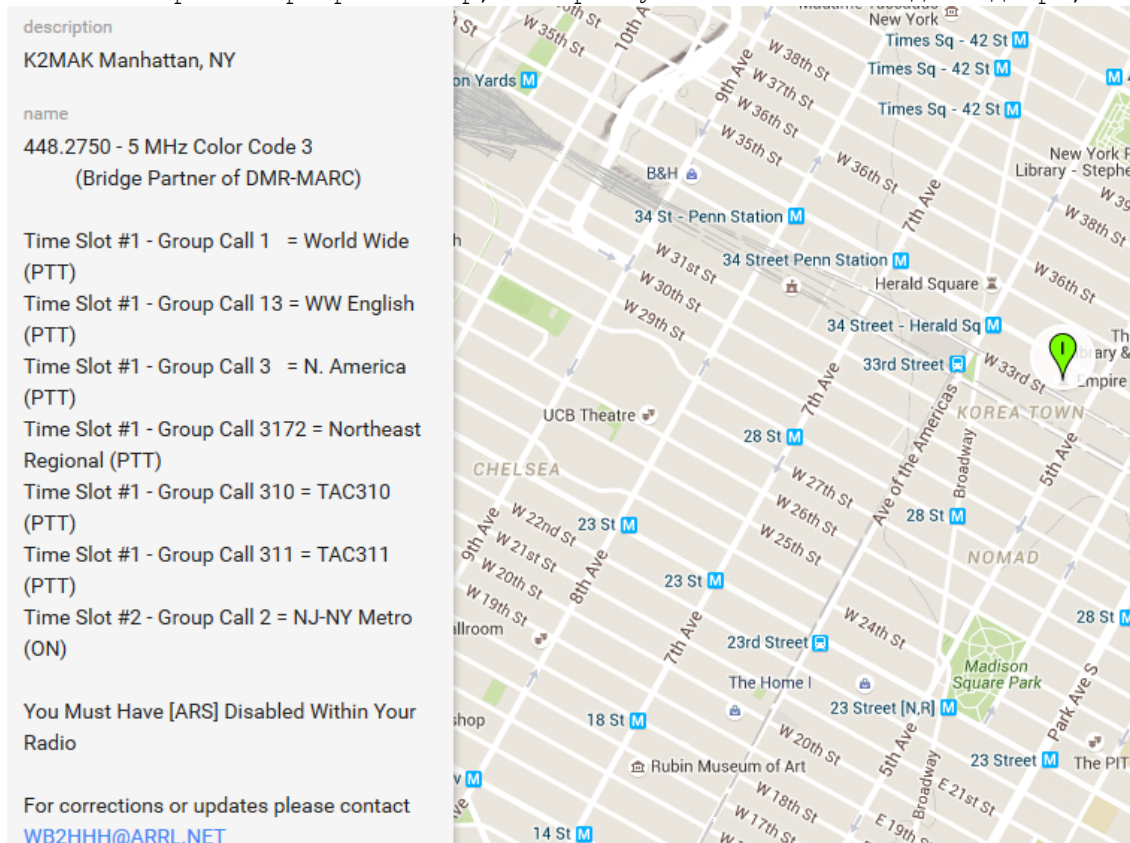 description
K2MAK Manhattan, NY
name
448.2750 - 5 MHz Color Code 3
(Bridge Partner of DMR-MARC)
Time Slot #1 - Group Call 1 = World Wide
(PTT)
Time Slot #1 - Group Call 13 = WW English
(PTT)
Time Slot #1 - Group Call 3 = N. America
(PTT)
Time Slot #1 - Group Call 3172 = Northeast
Regional (PTT)
Time Slot #1 - Group Call 310 = TAC310
(PTT)
Time Slot #1 - Group Call 311 = TAC311
(PTT)
Time Slot #2 - Group Call 2 = NJ-NY Metro
(ON)
You Must Have [ARS] Disabled Within Your
Radio
For corrections or updates please contact
WB2HHH@ARRL.NET
New York
Times Sq - 42 St M
W 35th St
10th A
W 38th St
Times Sq - 42 St M
on Yards M
9th Ave
W 37th St
M
W 36th St
Times Sq - 42 St M
W 35th St
New York P
B&H
W 36th St
Library - Stephe
7th Ave
W 39
34 St - Penn Station M
W 38th St
W 31st St
34 Street Penn Station M
W 30th St
Herald Square
W 36th St
W 29th St
34 Street - Herald Sq M
Th
I
brary &
33rd Street
W 33rd St
Empire
7th Ave
UCB Theatre
KOREA TOWN
28 St M
Ave of the Americas
Broadway
5th Ave
CHELSEA
W 27th St
W 26th St
28 St M
W 22nd St
23 St M
W 25th St
9th Ave
W 21st St
NOMAD
W 20th St
8th Ave
23 St M
W 19th St
W 24th St
28 St M
allroom
7th Ave
23rd Street
Madison
Square Park
The Home I
Park Ave S
shop
18 St M
23 Street [N,R] M
W 20th St
5th Ave
23 Street M
The PIT
Rubin Museum of Art
Broadway
E 21st St
W 18th St
W 17th St
E 19th St
14 St M